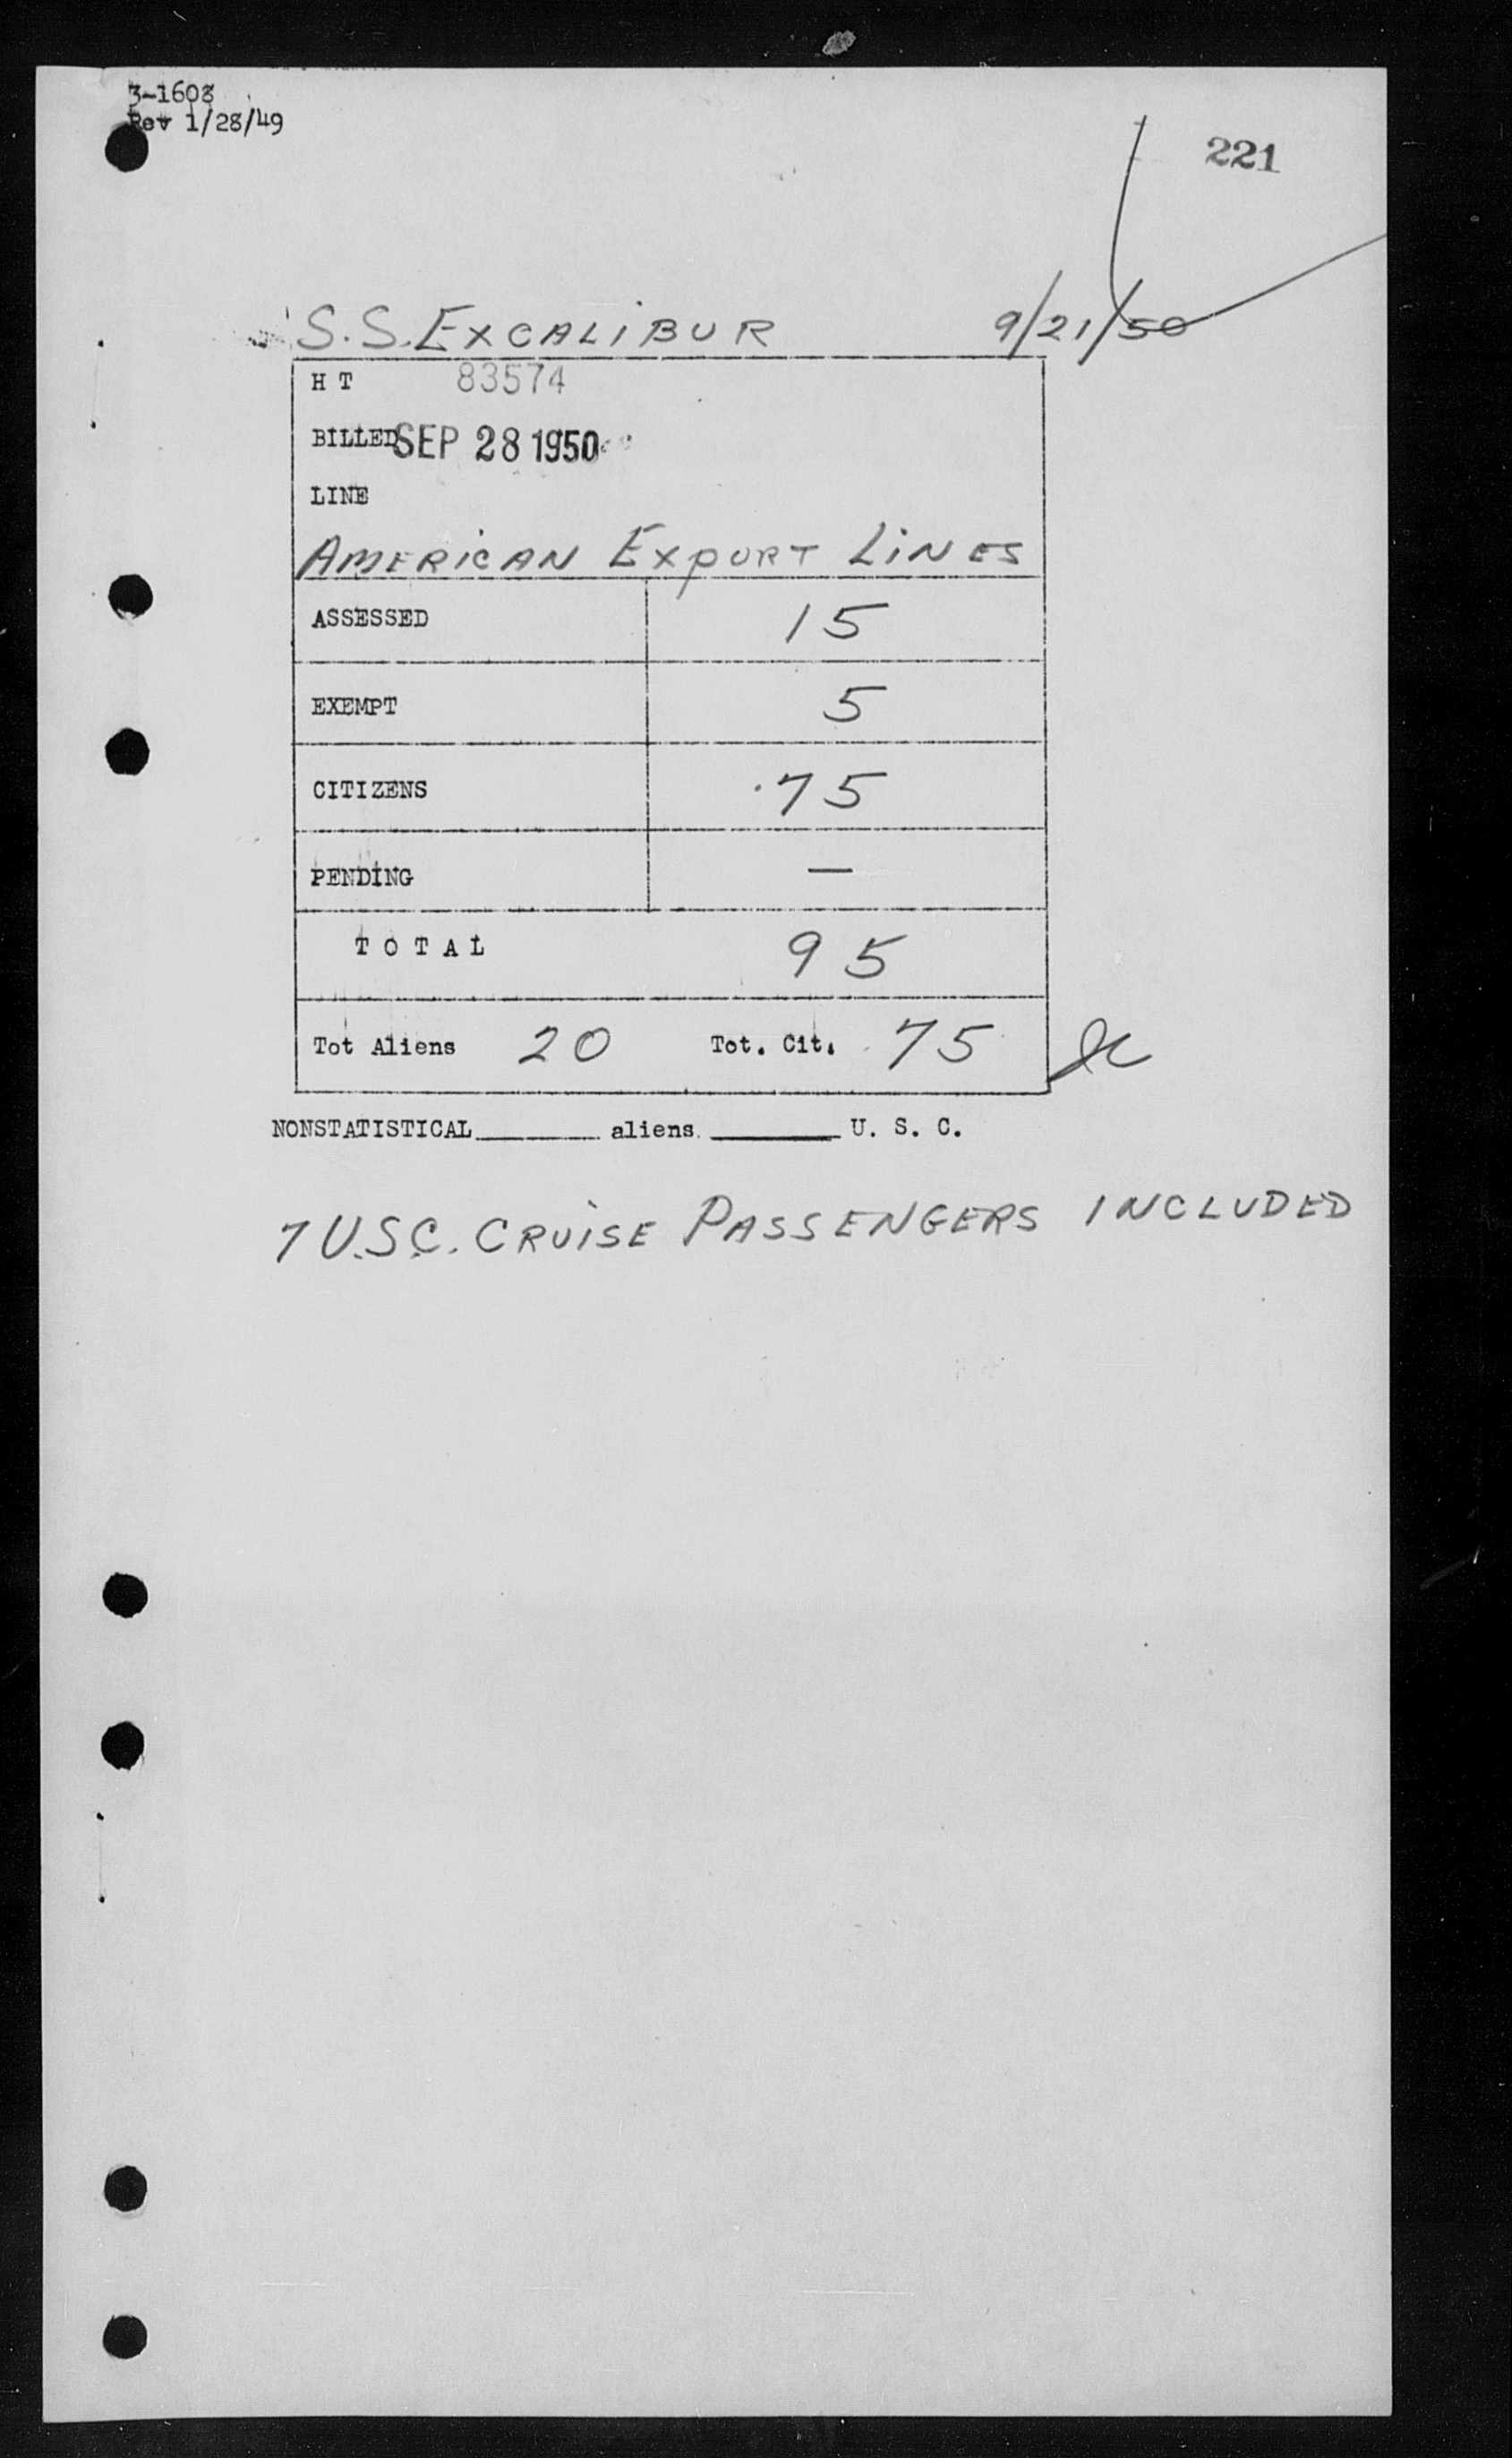 3-1608
Rev 1/28/49
221
S.S. EXCALIBUR 9/21/50
H T 83574
BILLED SEP 28 1950
LINE
AMERICAN EXPORT LINES
ASSESSED 15
EXEMPT 5
CITIZENS 75
PENDING —
T O T A L 95
Tot Aliens 20 Tot. Cit. 75
NONSTATISTICAL______ aliens ______ U. S. C.
7 U.S.C. CRUISE PASSENGERS INCLUDED